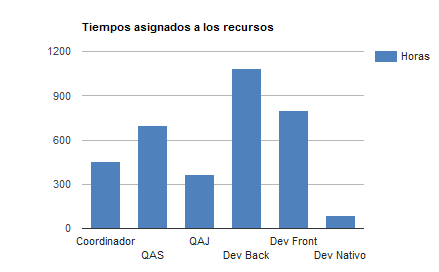 Tiempos asignados a los recursos
1200
900
600
300
0
Horas
Coordinador
QAS
QAJ
Dev Back
Dev Front
Dev Nativo